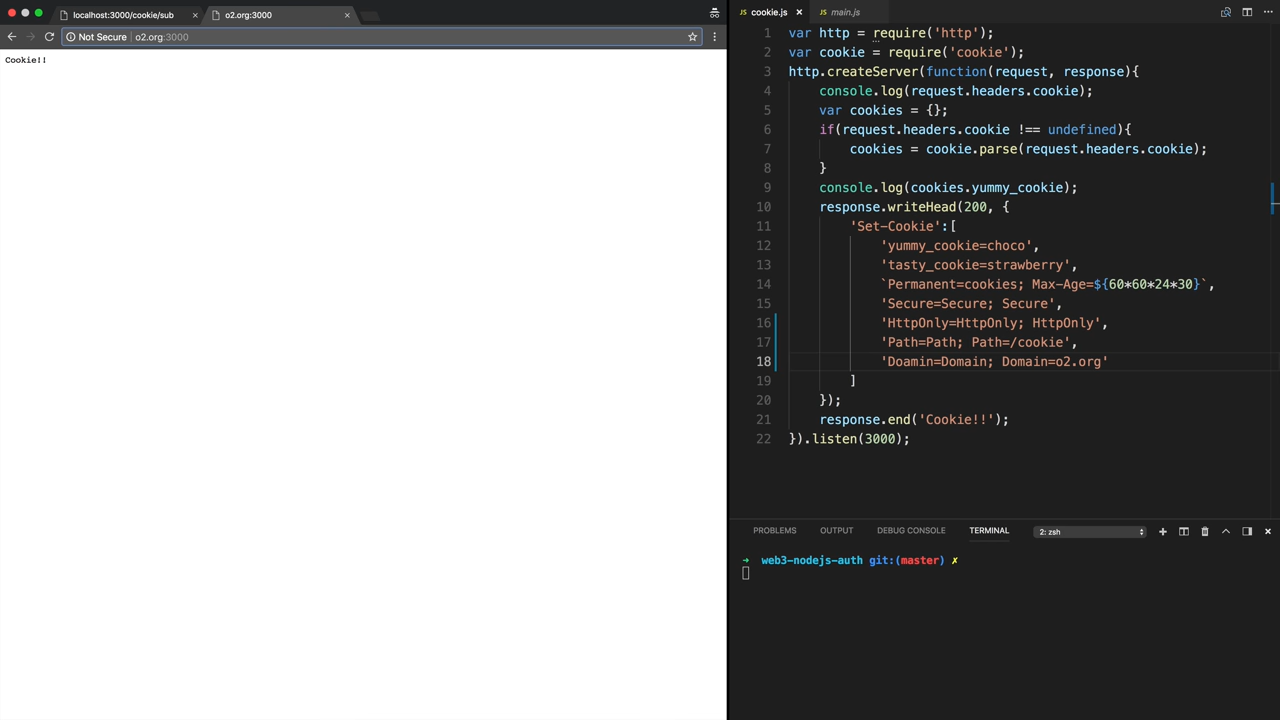 localhost:3000/cookie/sub
o2.org:3000
Not Secure o2.org:3000
Cookie!!
JS cookie.js
JS main.js
1 var http = require('http');
2 var cookie = require('cookie');
3 http.createServer(function(request, response){
4 console.log(request.headers.cookie);
5 var cookies = {};
6 if(request.headers.cookie !== undefined){
7 cookies = cookie.parse(request.headers.cookie);
8 }
9 console.log(cookies.yummy_cookie);
10 response.writeHead(200, {
11 'Set-Cookie':[
12 'yummy_cookie=choco',
13 'tasty_cookie=strawberry',
14 `Permanent=cookies; Max-Age=${60*60*24*30}`,
15 'Secure=Secure; Secure',
16 'HttpOnly=HttpOnly; HttpOnly',
17 'Path=Path; Path=/cookie',
18 'Doamin=Domain; Domain=o2.org'
19 ]
20 });
21 response.end('Cookie!!');
22 }).listen(3000);
PROBLEMS OUTPUT DEBUG CONSOLE TERMINAL 2: zsh
➜ web3-nodejs-auth git:(master) ✗